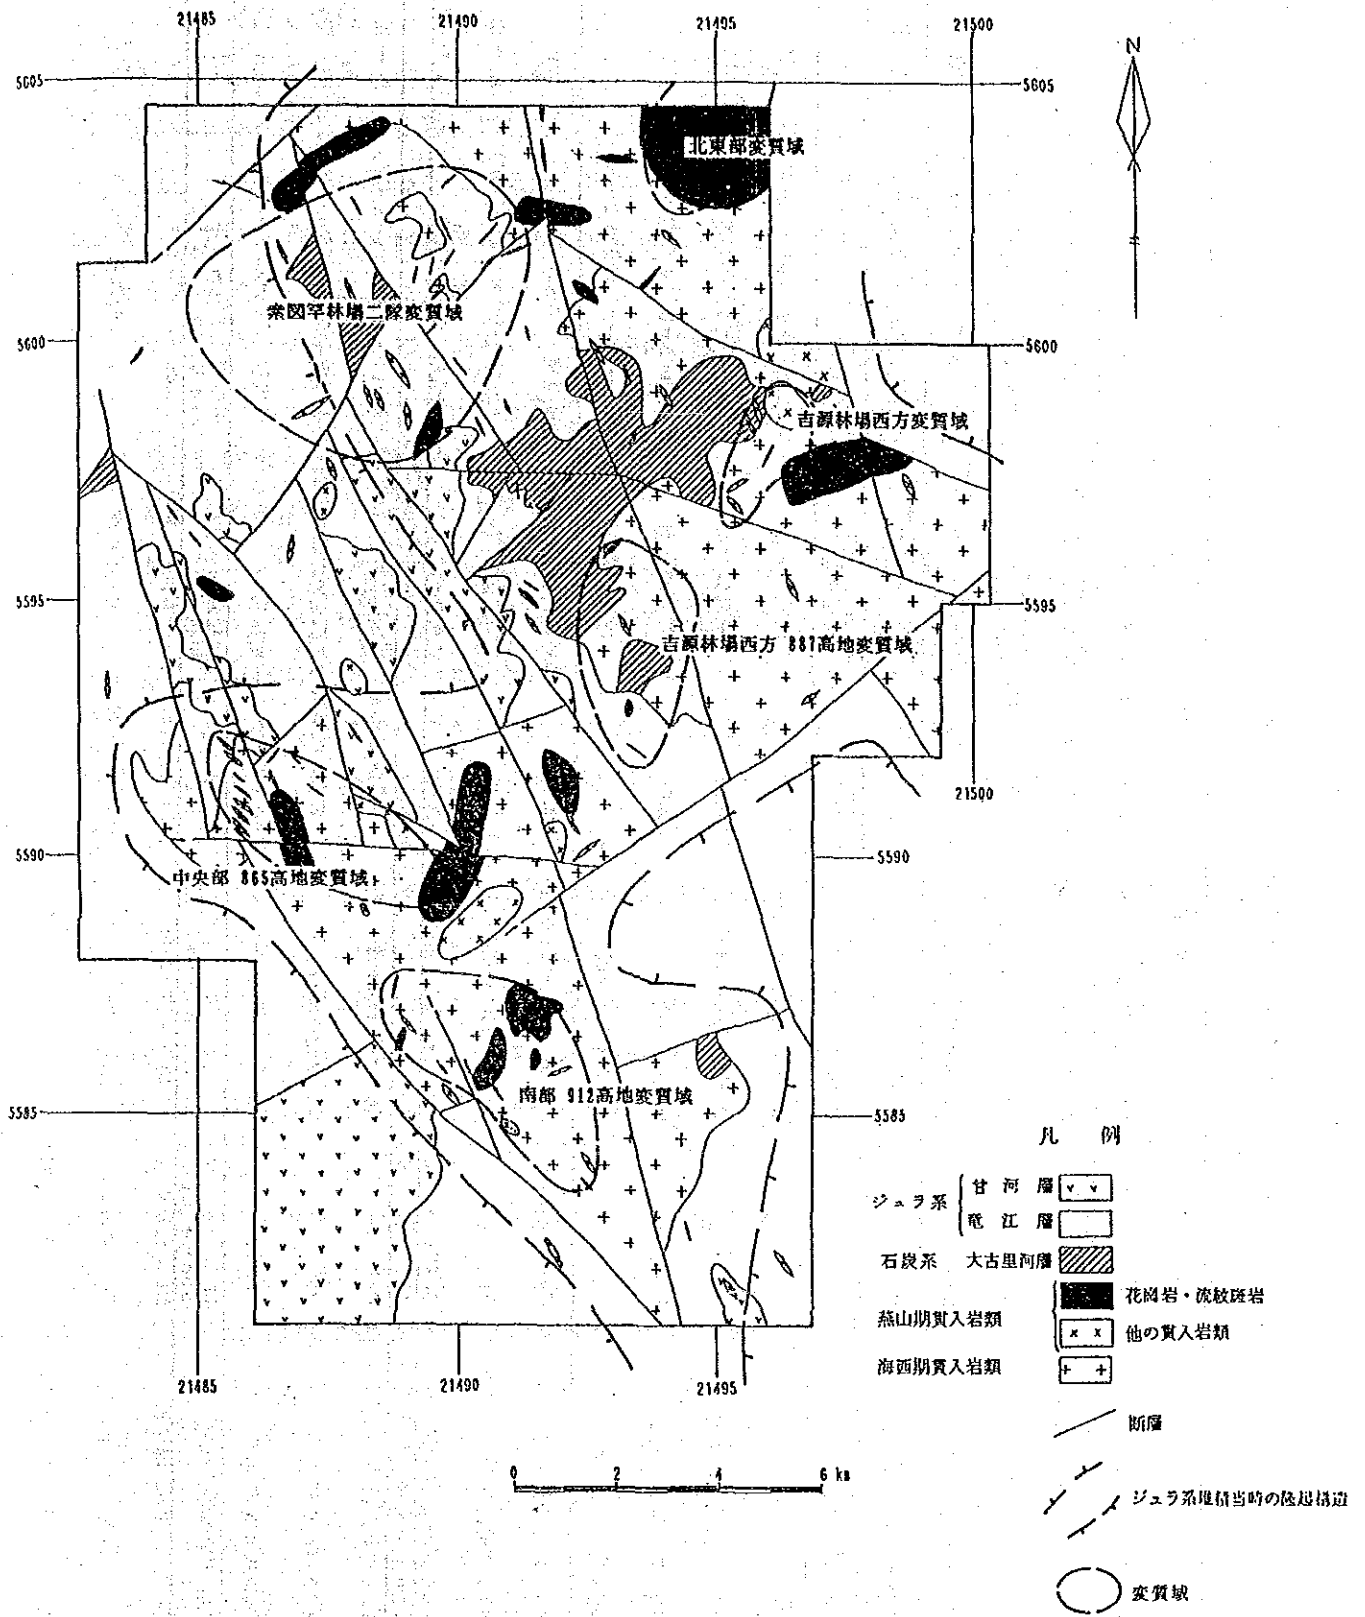 21485 21490 21495 21500
N
5605 5605
北東部変質域
桼図罕林場二隊変質域
5600 5600
吉源林場西方変質域
5595 5595
吉源林場西方 887高地変質域
21500
5590 5590
中央部 865高地変質域
南部 912高地変質域
5585 5585
凡 例
ジュラ系 甘河層
竜江層
石炭系 大古里河層
燕山期貫入岩類 花崗岩・流紋斑岩
他の貫入岩類
海西期貫入岩類
21485 21490 21495
断層
0 2 4 6 km
ジュラ系堆積当時の隆起構造
変質域